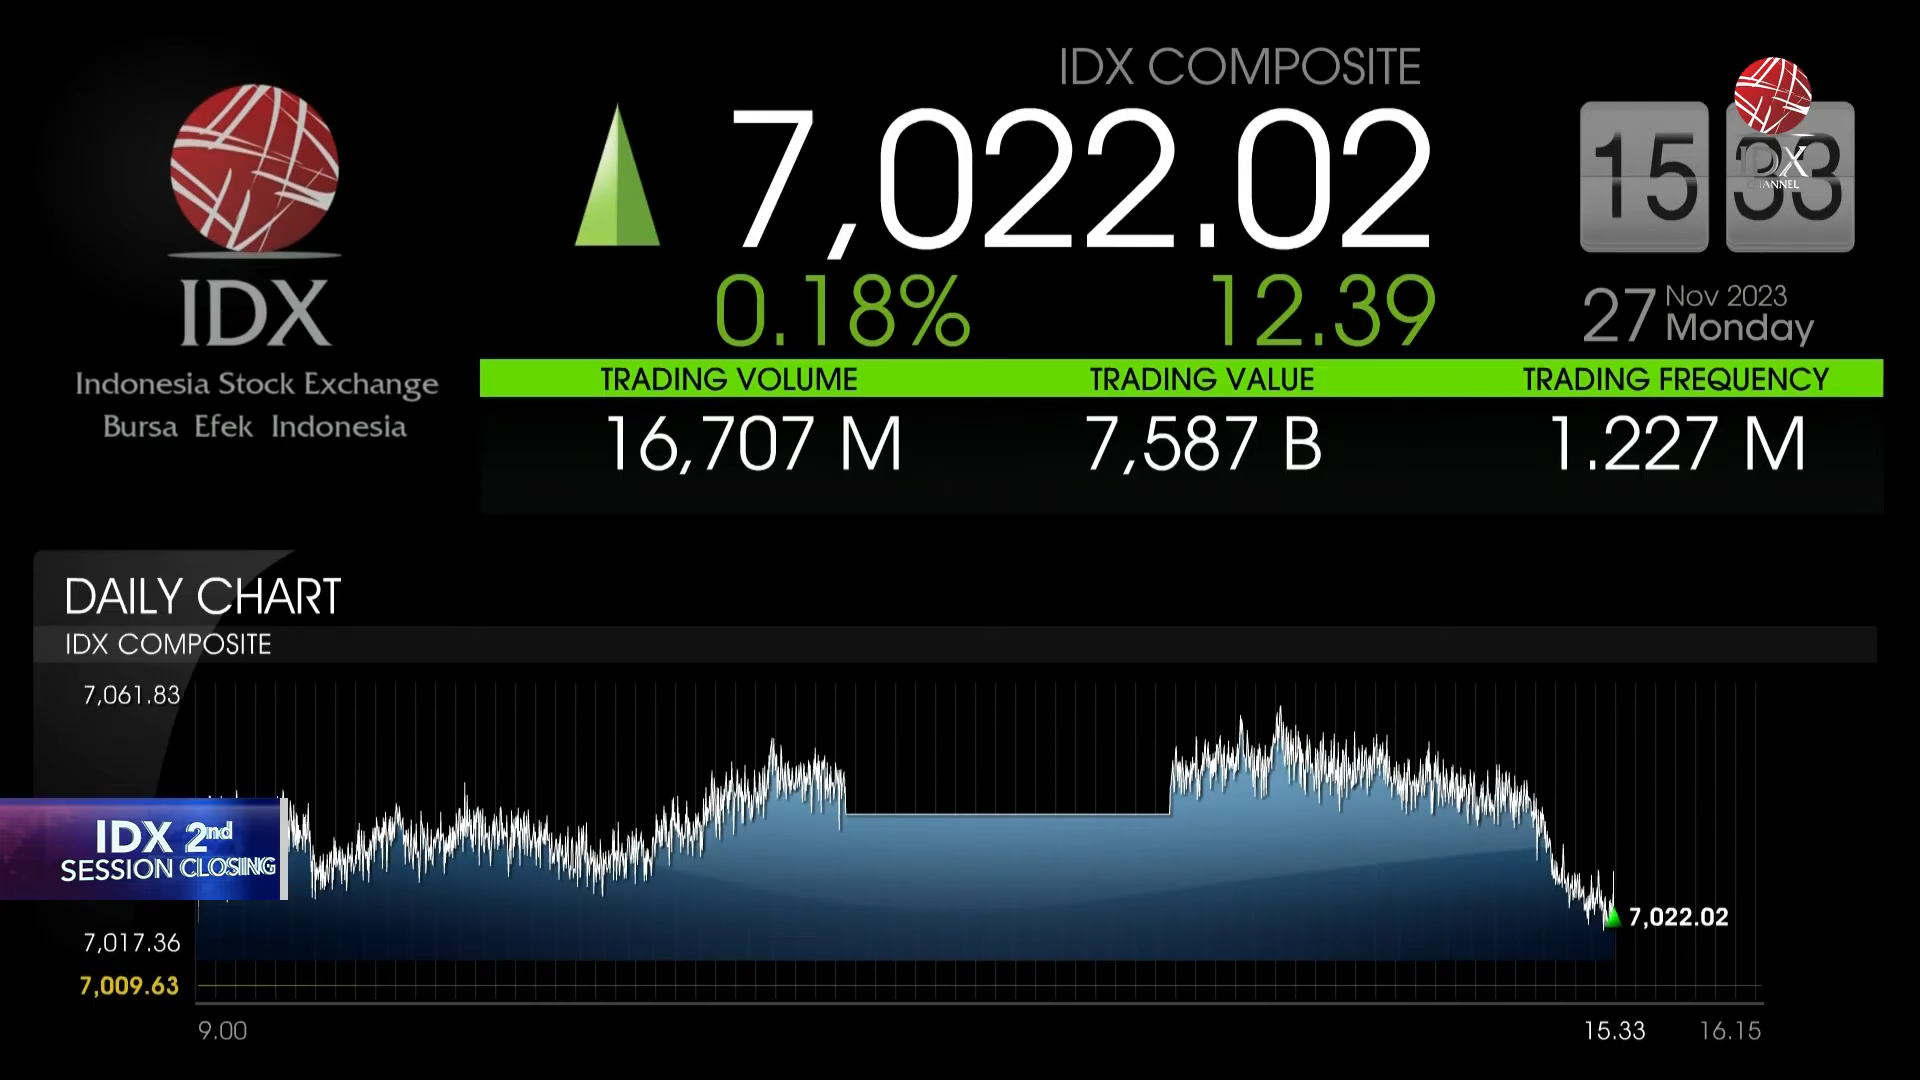 IDX COMPOSITE
7,022.02
0.18% 12.39
15 33
IDX
CHANNEL
27 Nov 2023
Monday
IDX
Indonesia Stock Exchange
Bursa Efek Indonesia
TRADING VOLUME TRADING VALUE TRADING FREQUENCY
16,707 M 7,587 B 1.227 M
DAILY CHART
IDX COMPOSITE
7,061.83
IDX 2nd
SESSION CLOSING
7,022.02
7,017.36
7,009.63
9.00 15.33 16.15